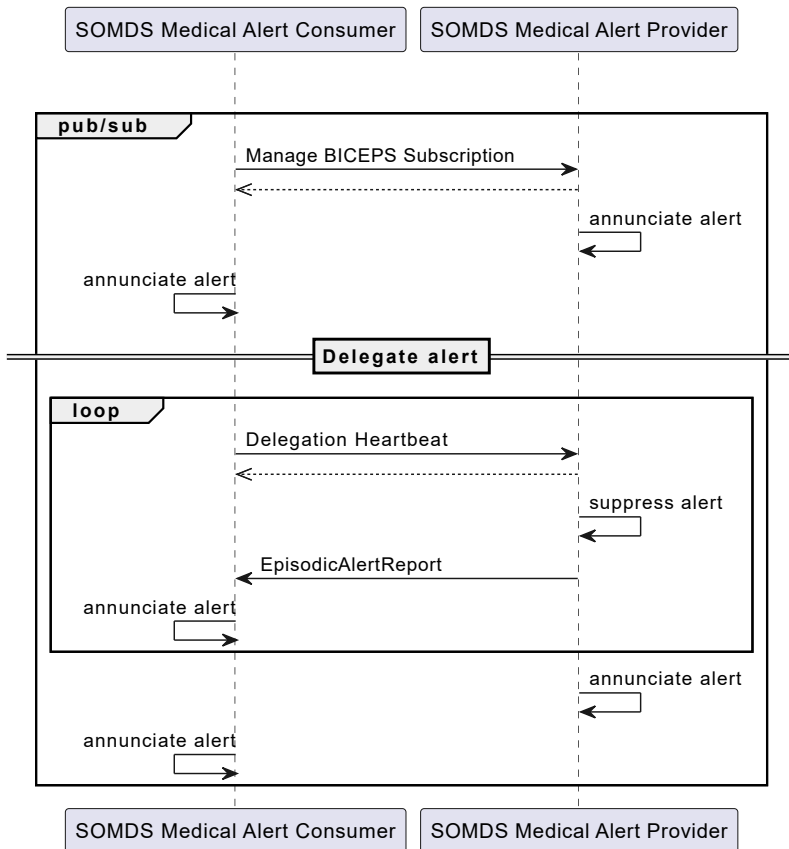 SOMDS Medical Alert Consumer
SOMDS Medical Alert Provider
pub/sub
Manage BICEPS Subscription
annunciate alert
annunciate alert
Delegate alert
loop
Delegation Heartbeat
suppress alert
EpisodicAlertReport
annunciate alert
annunciate alert
annunciate alert
SOMDS Medical Alert Consumer
SOMDS Medical Alert Provider